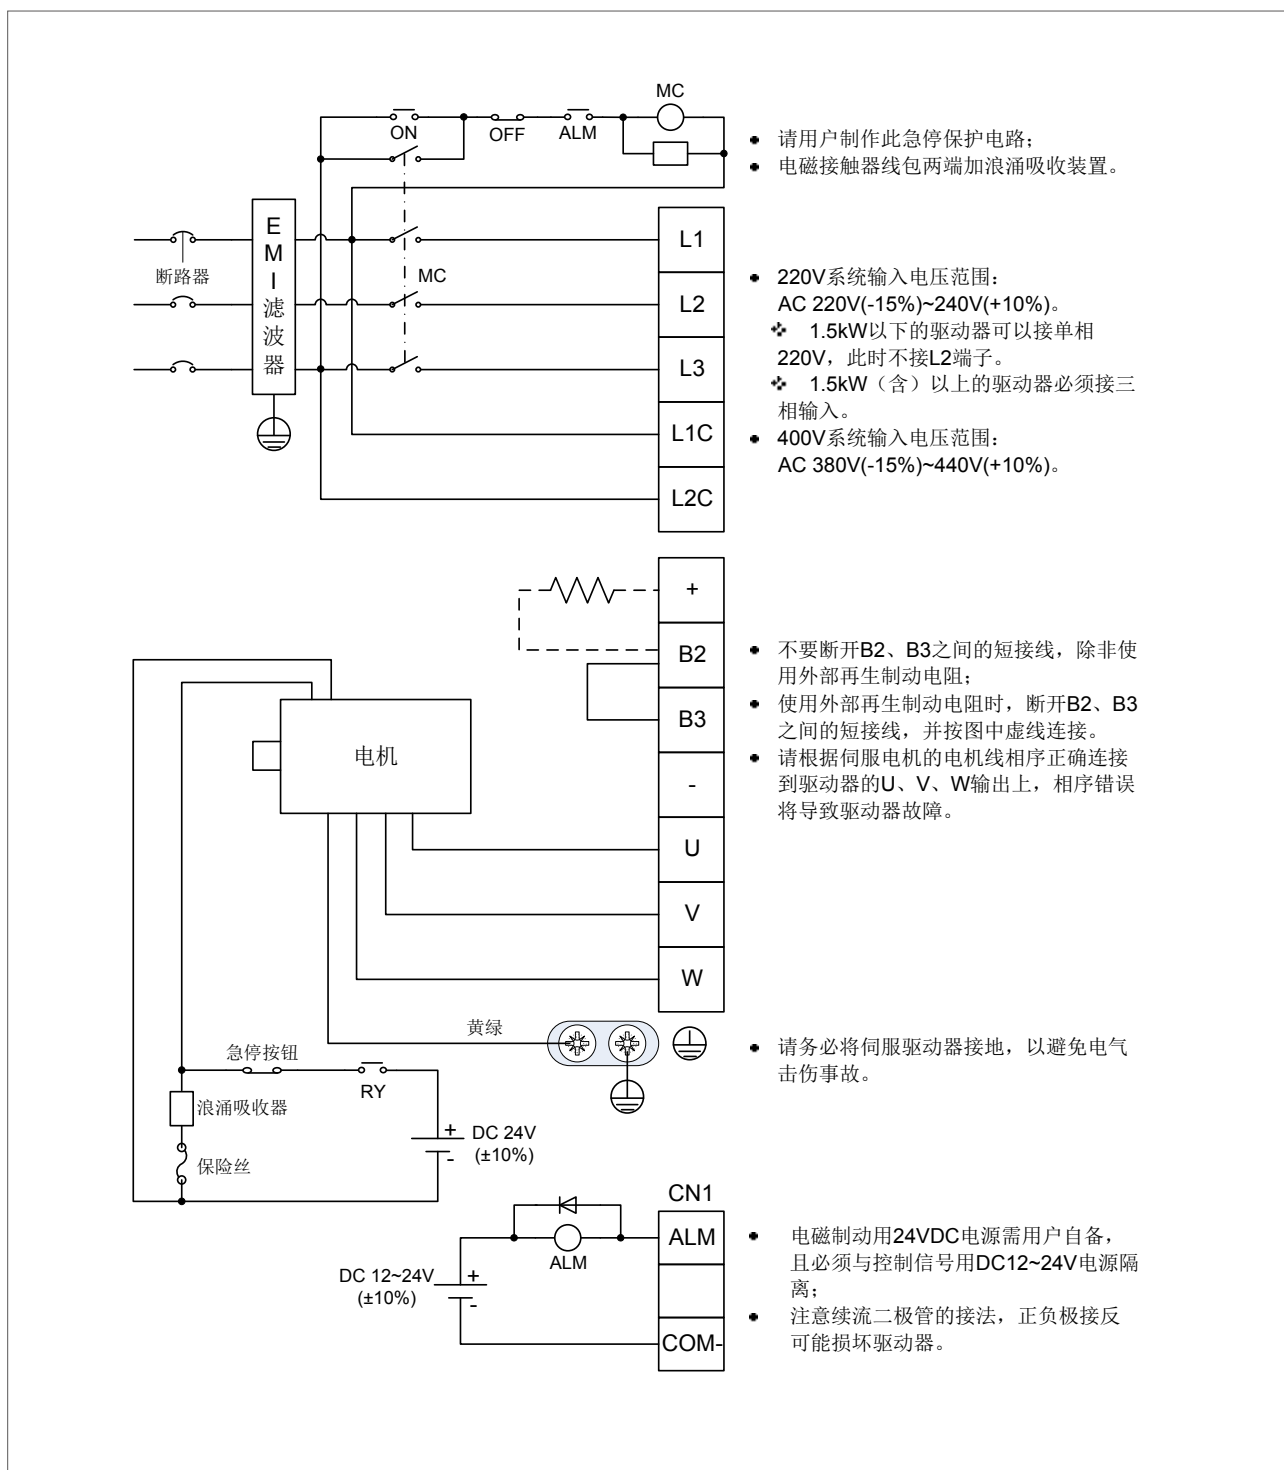 MC
ON
OFF
ALM
● 请用户制作此急停保护电路；
● 电磁接触器线包两端加浪涌吸收装置。
EMI滤波器
断路器
MC
L1
L2
L3
L1C
L2C
● 220V系统输入电压范围：
AC 220V(-15%)~240V(+10%)。
❖ 1.5kW以下的驱动器可以接单相
220V，此时不接L2端子。
❖ 1.5kW（含）以上的驱动器必须接三
相输入。
● 400V系统输入电压范围：
AC 380V(-15%)~440V(+10%)。
+
B2
B3
-
U
V
W
电机
● 不要断开B2、B3之间的短接线，除非使
用外部再生制动电阻；
● 使用外部再生制动电阻时，断开B2、B3
之间的短接线，并按图中虚线连接。
● 请根据伺服电机的电机线相序正确连接
到驱动器的U、V、W输出上，相序错误
将导致驱动器故障。
黄绿
● 请务必将伺服驱动器接地，以避免电气
击伤事故。
急停按钮
RY
浪涌吸收器
保险丝
+
-
DC 24V
(±10%)
CN1
ALM
COM-
ALM
DC 12~24V
(±10%)
+
-
● 电磁制动用24VDC电源需用户自备，
且必须与控制信号用DC12~24V电源隔
离；
● 注意续流二极管的接法，正负极接反
可能损坏驱动器。